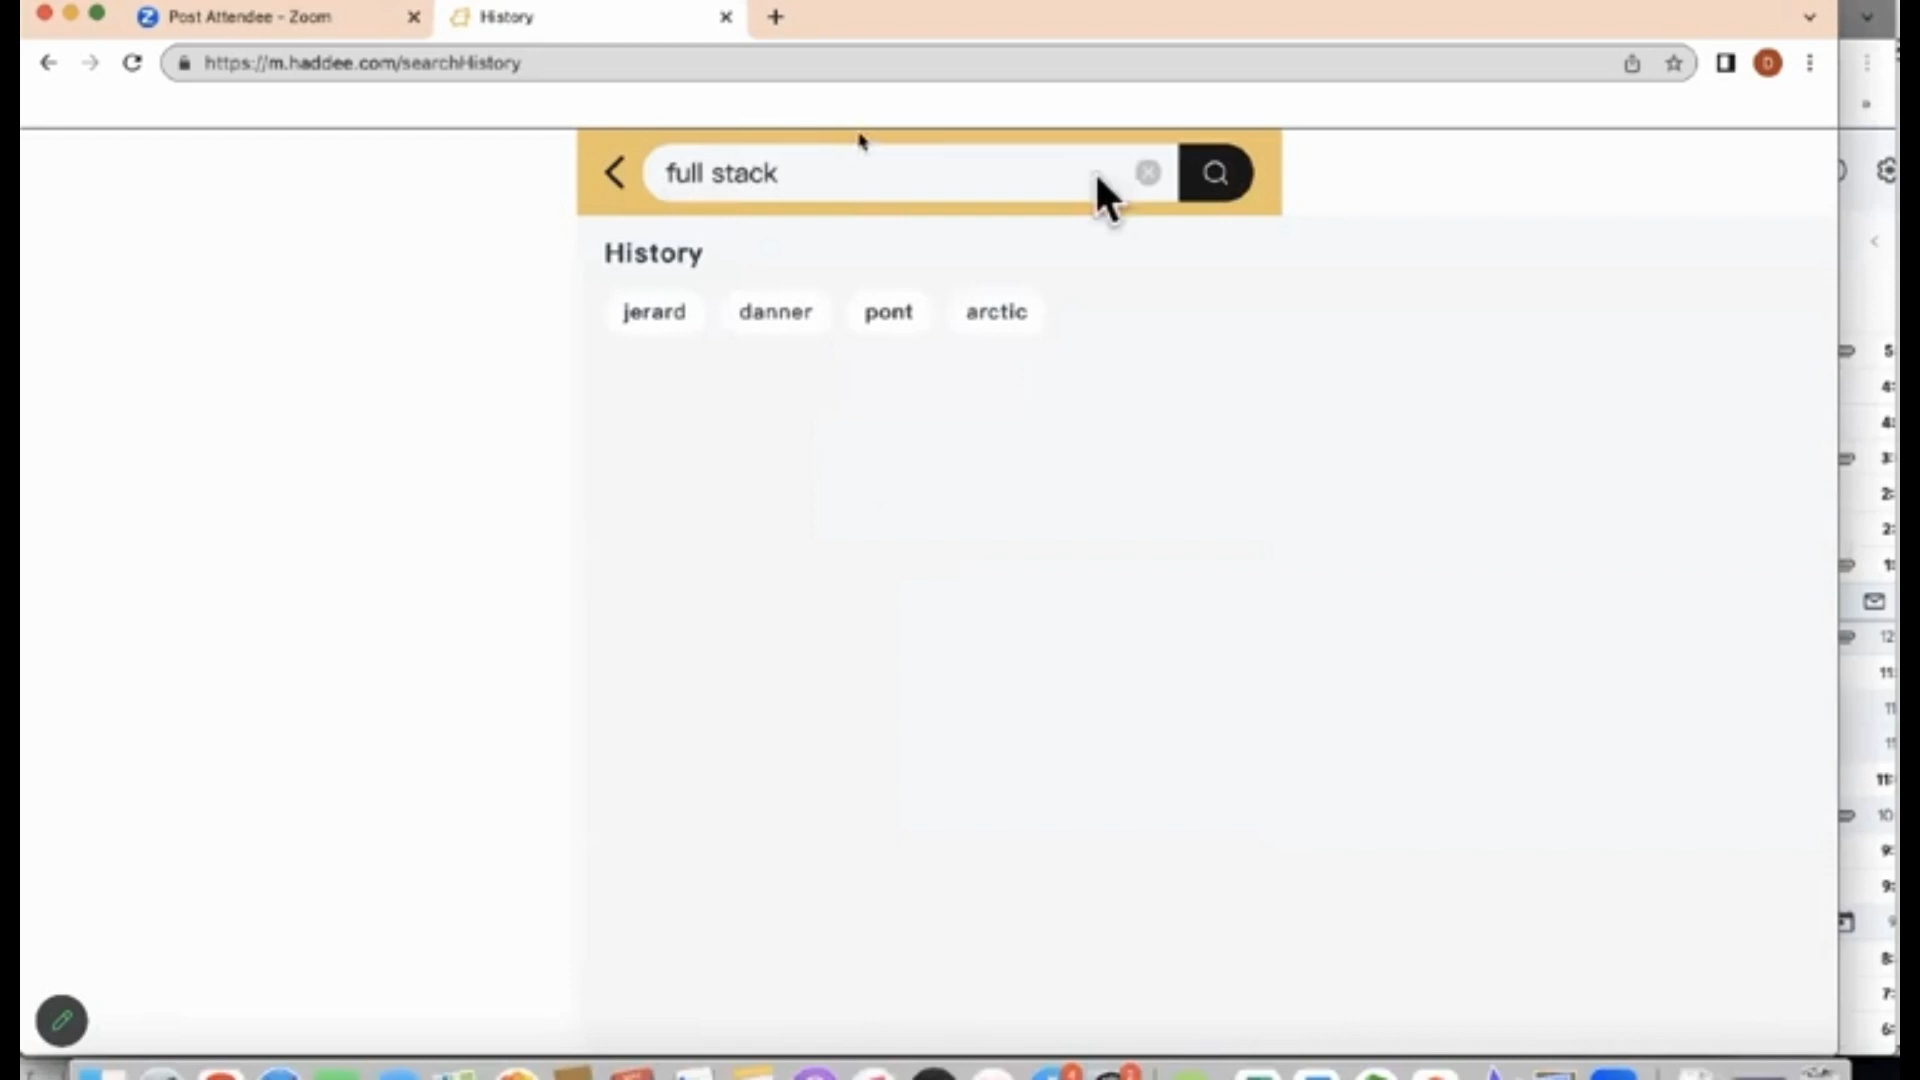 Post Attendee - Zoom
History
https://m.haddee.com/searchHistory
D
full stack
History
jerard danner pont arctic